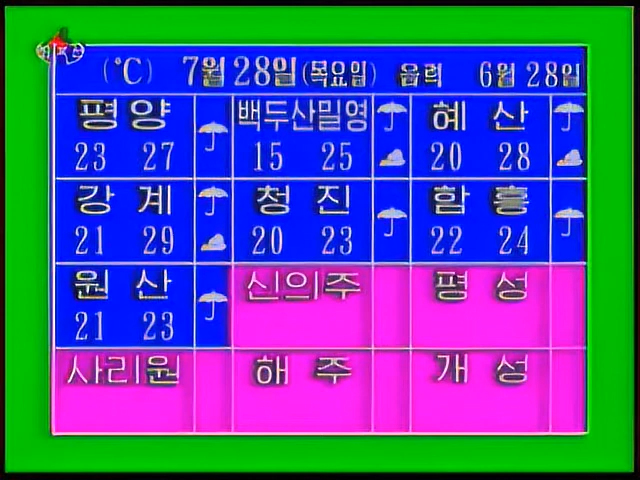 (℃) 7월 28일 (목요일) 음력 6월 28일
평양 백두산밀영 혜산
23 27 15 25 20 28
강계 청진 함흥
21 29 20 23 22 24
원산 신의주 평성
21 23
사리원 해주 개성